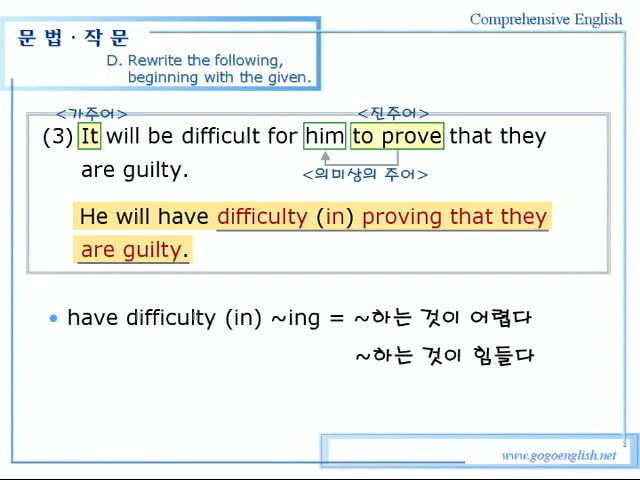 Comprehensive English
문 법 · 작 문
D. Rewrite the following,
beginning with the given.
<가주어>
<진주어>
(3) It will be difficult for him to prove that they
are guilty.
<의미상의 주어>
He will have difficulty (in) proving that they
are guilty.
• have difficulty (in) ~ing = ~하는 것이 어렵다
~하는 것이 힘들다
www.gogoenglish.net